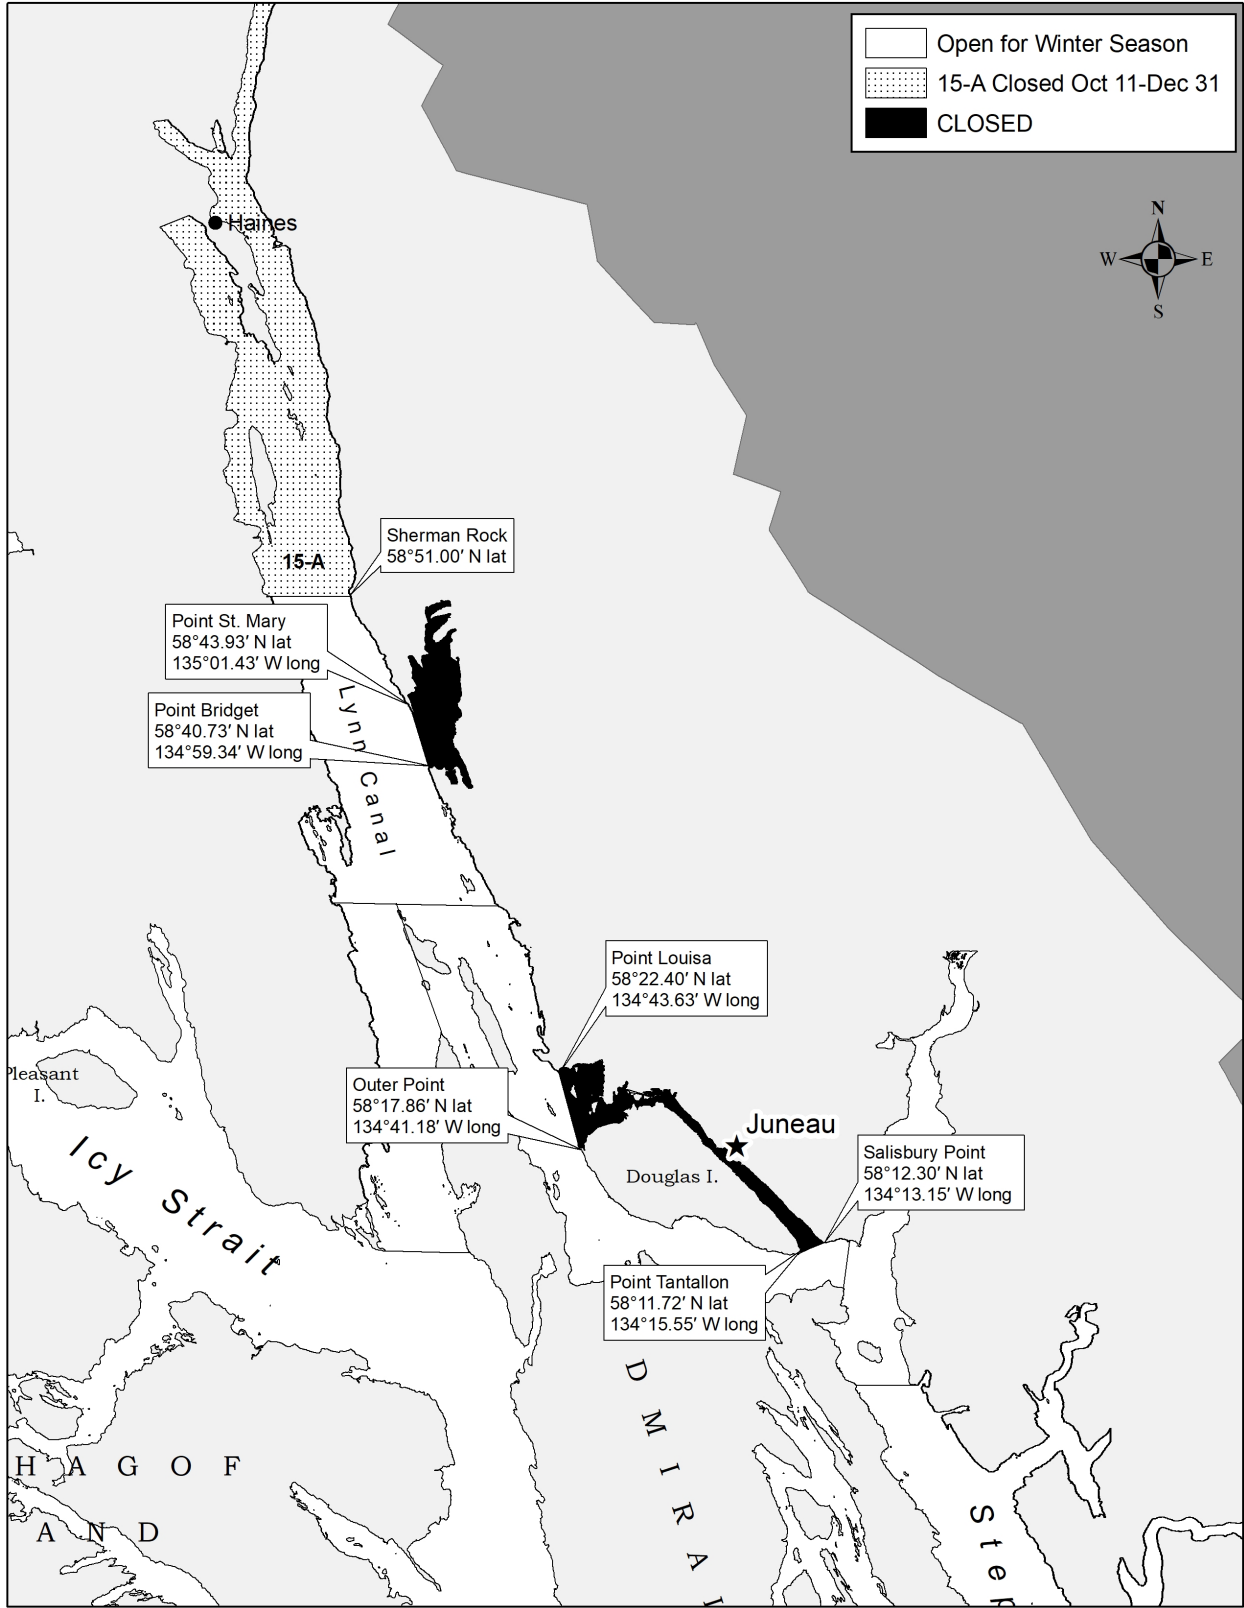 Open for Winter Season
15-A Closed Oct 11-Dec 31
CLOSED
N
W
E
S
Haines
Sherman Rock
58°51.00′ N lat
15-A
Point St. Mary
58°43.93′ N lat
135°01.43′ W long
Point Bridget
58°40.73′ N lat
134°59.34′ W long
Lynn Canal
Point Louisa
58°22.40′ N lat
134°43.63′ W long
Pleasant
I.
Outer Point
58°17.86′ N lat
134°41.18′ W long
Juneau
Salisbury Point
58°12.30′ N lat
134°13.15′ W long
Icy Strait
Douglas I.
Point Tantallon
58°11.72′ N lat
134°15.55′ W long
DMIRA
HAGOF
AND
Step